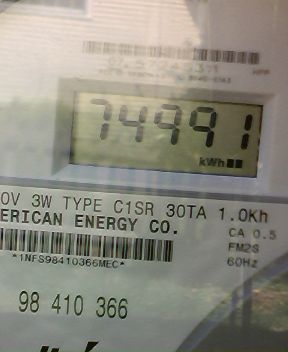 74991
kWh
0V 3W TYPE C1SR 30TA 1.0Kh
ERICAN ENERGY CO.
CA 0.5
FM2S
60Hz
*1NFS98410366MEC*
98 410 366